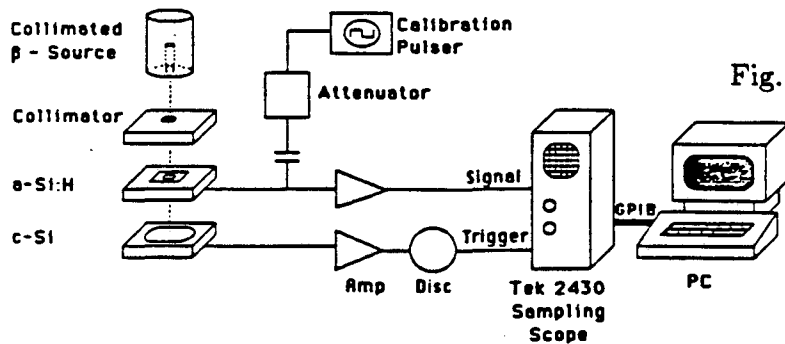 Collimated
β - Source
Calibration
Pulser
Attenuator
Fig.
Collimator
a-Si:H
Signal
GPIB
c-Si
Trigger
Amp
Disc
Tek 2430
Sampling
Scope
PC